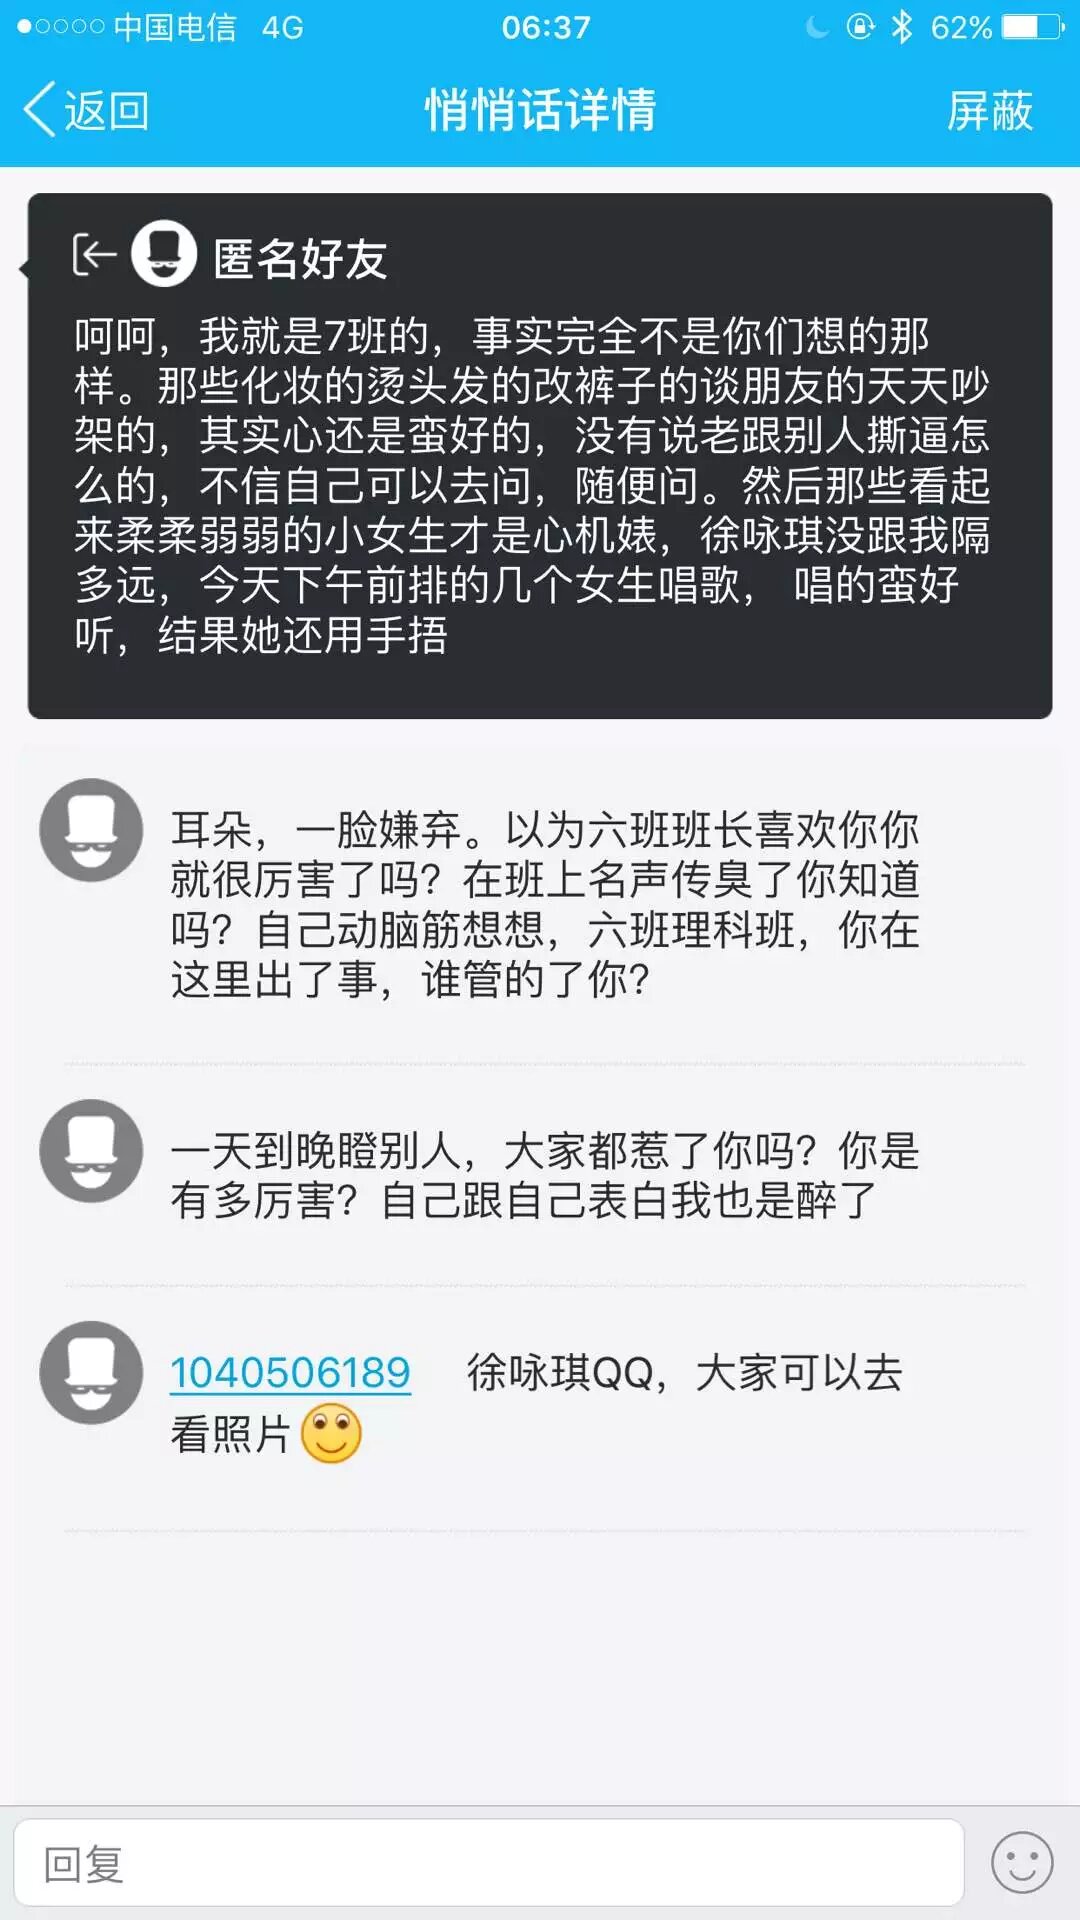 中国电信 4G 06:37 62%
返回 悄悄话详情 屏蔽
匿名好友
呵呵，我就是7班的，事实完全不是你们想的那
样。那些化妆的烫头发的改裤子的谈朋友的天天吵
架的，其实心还是蛮好的，没有说老跟别人撕逼怎
么的，不信自己可以去问，随便问。然后那些看起
来柔柔弱弱的小女生才是心机婊，徐咏琪没跟我隔
多远，今天下午前排的几个女生唱歌， 唱的蛮好
听，结果她还用手捂
耳朵，一脸嫌弃。以为六班班长喜欢你你
就很厉害了吗？在班上名声传臭了你知道
吗？自己动脑筋想想，六班理科班，你在
这里出了事，谁管的了你？
一天到晚瞪别人，大家都惹了你吗？你是
有多厉害？自己跟自己表白我也是醉了
1040506189 徐咏琪QQ，大家可以去
看照片
回复